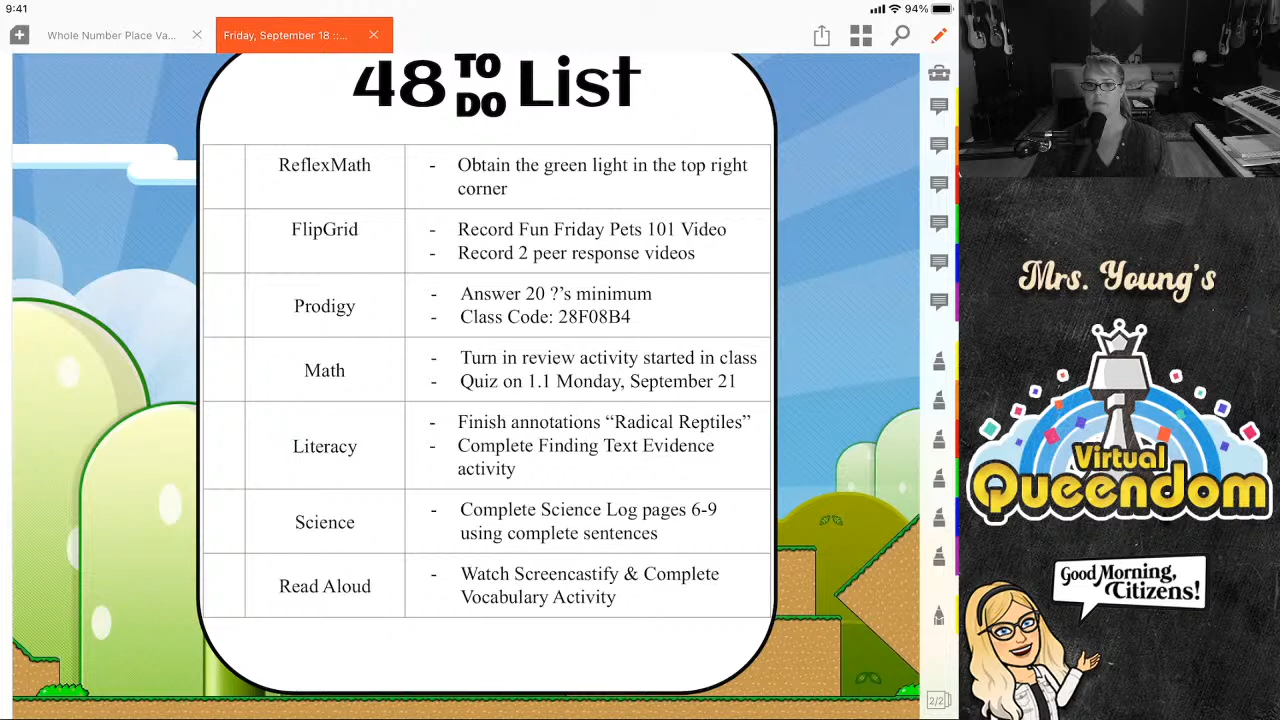 9:41
94%
Whole Number Place Va...
Friday, September 18 ::...
48 TO DO List
ReflexMath
- Obtain the green light in the top right
corner
FlipGrid
- Record Fun Friday Pets 101 Video
- Record 2 peer response videos
Prodigy
- Answer 20 ?'s minimum
- Class Code: 28F08B4
Math
- Turn in review activity started in class
- Quiz on 1.1 Monday, September 21
Literacy
- Finish annotations “Radical Reptiles”
- Complete Finding Text Evidence
activity
Science
- Complete Science Log pages 6-9
using complete sentences
Read Aloud
- Watch Screencastify & Complete
Vocabulary Activity
2/2
Mrs. Young's
Virtual
Queendom
Good Morning,
Citizens!